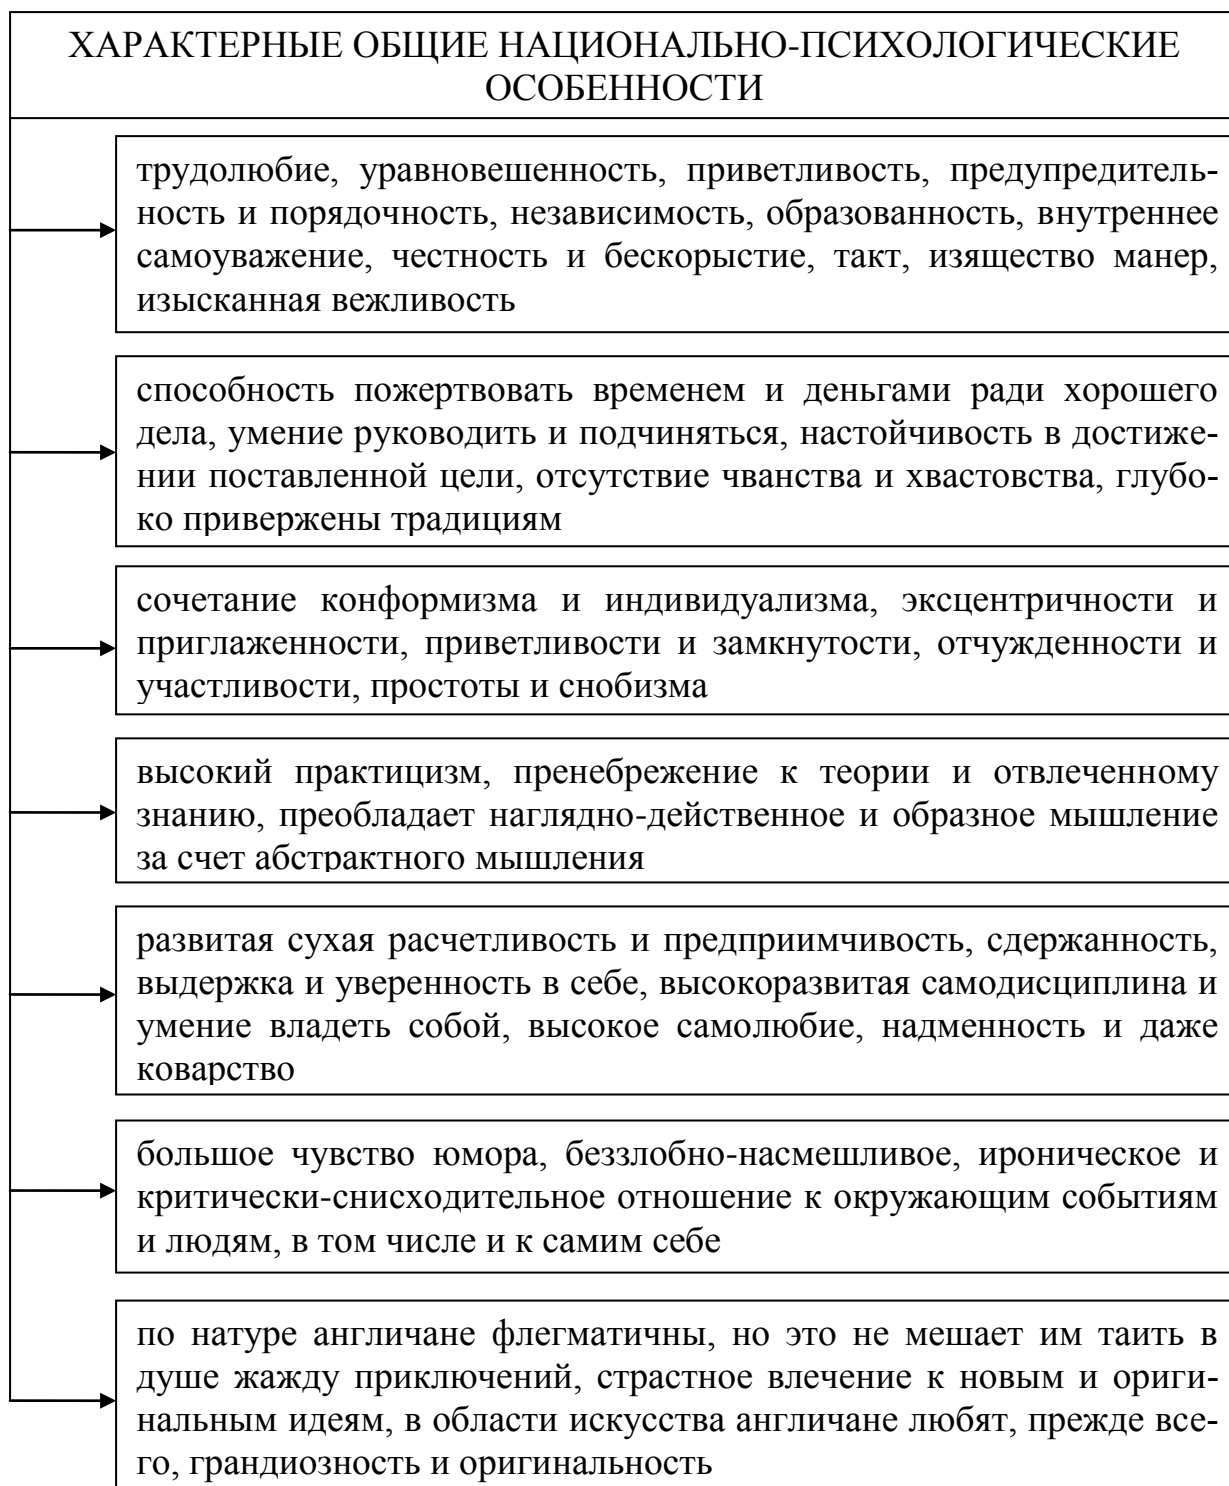 ХАРАКТЕРНЫЕ ОБЩИЕ НАЦИОНАЛЬНО-ПСИХОЛОГИЧЕСКИЕ
ОСОБЕННОСТИ
трудолюбие, уравновешенность, приветливость, предупредитель-
ность и порядочность, независимость, образованность, внутреннее
самоуважение, честность и бескорыстие, такт, изящество манер,
изысканная вежливость
способность пожертвовать временем и деньгами ради хорошего
дела, умение руководить и подчиняться, настойчивость в достиже-
нии поставленной цели, отсутствие чванства и хвастовства, глубо-
ко привержены традициям
сочетание конформизма и индивидуализма, эксцентричности и
приглаженности, приветливости и замкнутости, отчужденности и
участливости, простоты и снобизма
высокий практицизм, пренебрежение к теории и отвлеченному
знанию, преобладает наглядно-действенное и образное мышление
за счет абстрактного мышления
развитая сухая расчетливость и предприимчивость, сдержанность,
выдержка и уверенность в себе, высокоразвитая самодисциплина и
умение владеть собой, высокое самолюбие, надменность и даже
коварство
большое чувство юмора, беззлобно-насмешливое, ироническое и
критически-снисходительное отношение к окружающим событиям
и людям, в том числе и к самим себе
по натуре англичане флегматичны, но это не мешает им таить в
душе жажду приключений, страстное влечение к новым и ориги-
нальным идеям, в области искусства англичане любят, прежде все-
го, грандиозность и оригинальность